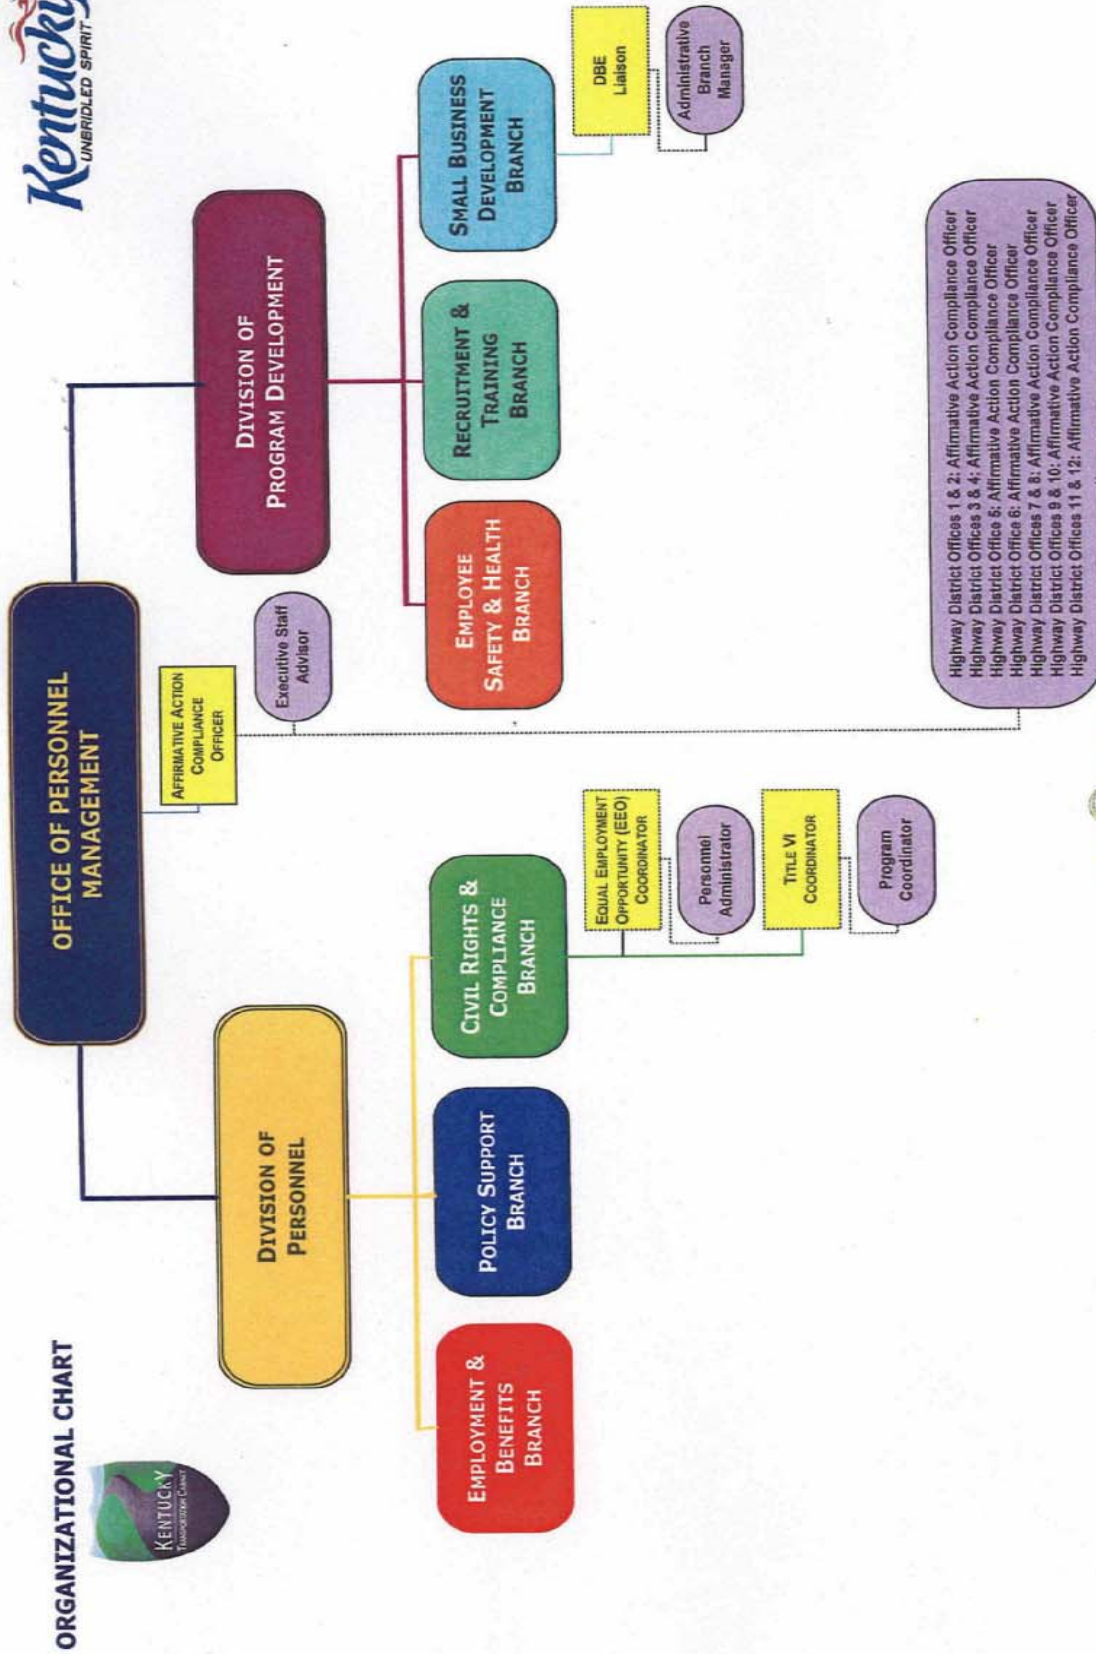 ORGANIZATIONAL CHART
KENTUCKY
TRANSPORTATION CABINET
Kentucky
UNBRIDLED SPIRIT
OFFICE OF PERSONNEL
MANAGEMENT
AFFIRMATIVE ACTION
COMPLIANCE
OFFICER
Executive Staff
Advisor
DIVISION OF
PERSONNEL
DIVISION OF
PROGRAM DEVELOPMENT
EMPLOYMENT &
BENEFITS
BRANCH
POLICY SUPPORT
BRANCH
CIVIL RIGHTS &
COMPLIANCE
BRANCH
EMPLOYEE
SAFETY & HEALTH
BRANCH
RECRUITMENT &
TRAINING
BRANCH
SMALL BUSINESS
DEVELOPMENT
BRANCH
EQUAL EMPLOYMENT
OPPORTUNITY (EEO)
COORDINATOR
Personnel
Administrator
TITLE VI
COORDINATOR
Program
Coordinator
DBE
Liaison
Administrative
Branch
Manager
Highway District Offices 1 & 2: Affirmative Action Compliance Officer
Highway District Offices 3 & 4: Affirmative Action Compliance Officer
Highway District Office 5: Affirmative Action Compliance Officer
Highway District Office 6: Affirmative Action Compliance Officer
Highway District Offices 7 & 8: Affirmative Action Compliance Officer
Highway District Offices 9 & 10: Affirmative Action Compliance Officer
Highway District Offices 11 & 12: Affirmative Action Compliance Officer